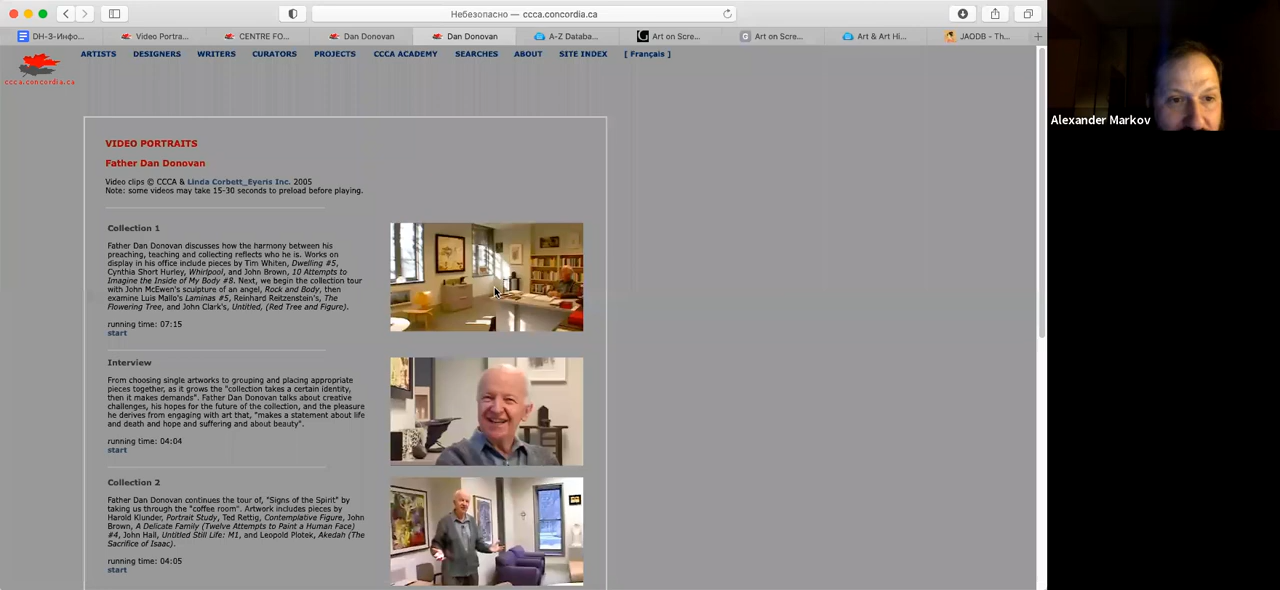 Небезопасно — ccca.concordia.ca
DH-3-Инфо...
Video Portra...
CENTRE FO...
Dan Donovan
Dan Donovan
A-Z Databa...
Art on Scre...
Art on Scre...
Art & Art Hi...
JAODB - Th...
ARTISTS DESIGNERS WRITERS CURATORS PROJECTS CCCA ACADEMY SEARCHES ABOUT SITE INDEX [ Français ]
ccca.concordia.ca
Alexander Markov
VIDEO PORTRAITS
Father Dan Donovan
Video clips © CCCA & Linda Corbett_Eyeris Inc. 2005
Note: some videos may take 15-30 seconds to preload before playing.
Collection 1
Father Dan Donovan discusses how the harmony between his
preaching, teaching and collecting reflects who he is. Works on
display in his office include pieces by Tim Whiten, Dwelling #5,
Cynthia Short Hurley, Whirlpool, and John Brown, 10 Attempts to
Imagine the Inside of My Body #8. Next, we begin the collection tour
with John McEwen's sculpture of an angel, Rock and Body, then
examine Luis Mallo's Laminas #5, Reinhard Reitzenstein's, The
Flowering Tree, and John Clark's, Untitled, (Red Tree and Figure).
running time: 07:15
start
Interview
From choosing single artworks to grouping and placing appropriate
pieces together, as it grows the "collection takes a certain identity,
then it makes demands". Father Dan Donovan talks about creative
challenges, his hopes for the future of the collection, and the pleasure
he derives from engaging with art that, "makes a statement about life
and death and hope and suffering and about beauty".
running time: 04:04
start
Collection 2
Father Dan Donovan continues the tour of, "Signs of the Spirit" by
taking us through the "coffee room". Artwork includes pieces by
Harold Klunder, Portrait Study, Ted Rettig, Contemplative Figure, John
Brown, A Delicate Family (Twelve Attempts to Paint a Human Face)
#4, John Hall, Untitled Still Life: M1, and Leopold Plotek, Akedah (The
Sacrifice of Isaac).
running time: 04:05
start